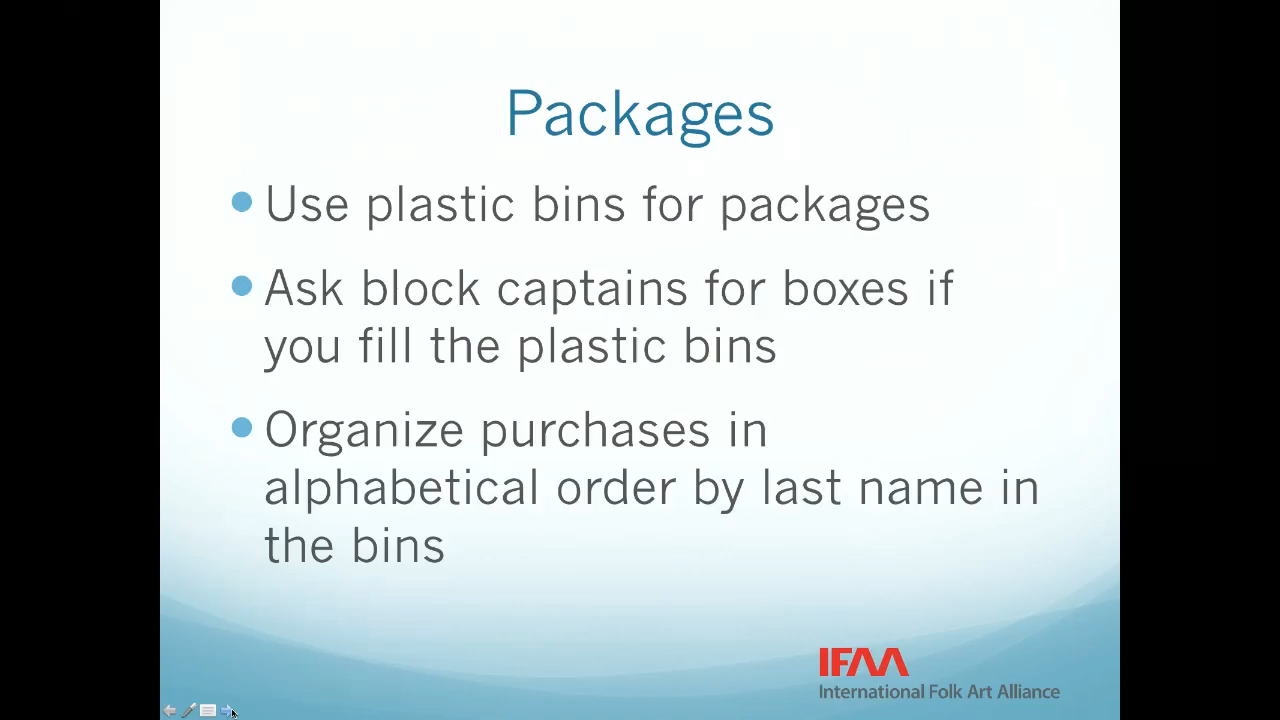 Packages
Use plastic bins for packages
Ask block captains for boxes if
you fill the plastic bins
Organize purchases in
alphabetical order by last name in
the bins
IFAA
International Folk Art Alliance